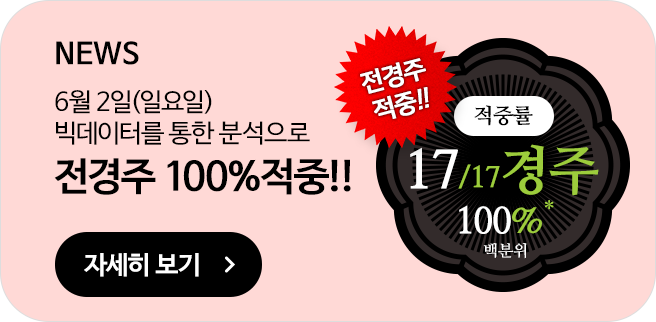 NEWS
6월 2일(일요일)
빅데이터를 통한 분석으로
전경주 100%적중!!
자세히 보기 >
전경주
적중!!
적중률
17/17경주
100%*
백분위